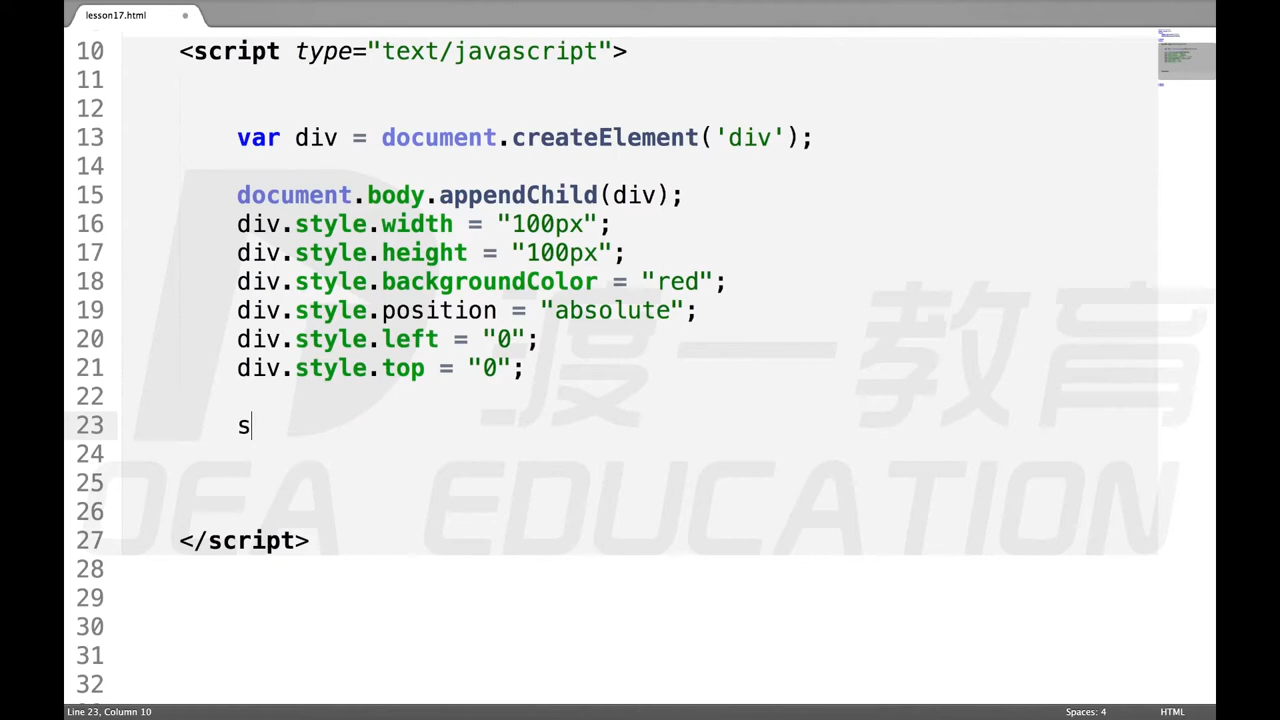 lesson17.html
10 <script type="text/javascript">
11
12
13 var div = document.createElement('div');
14
15 document.body.appendChild(div);
16 div.style.width = "100px";
17 div.style.height = "100px";
18 div.style.backgroundColor = "red";
19 div.style.position = "absolute";
20 div.style.left = "0";
21 div.style.top = "0";
22
23 s
24
25
26
27 </script>
28
29
30
31
32
渡一教育
IDEA EDUCATION
Line 23, Column 10
Spaces: 4
HTML